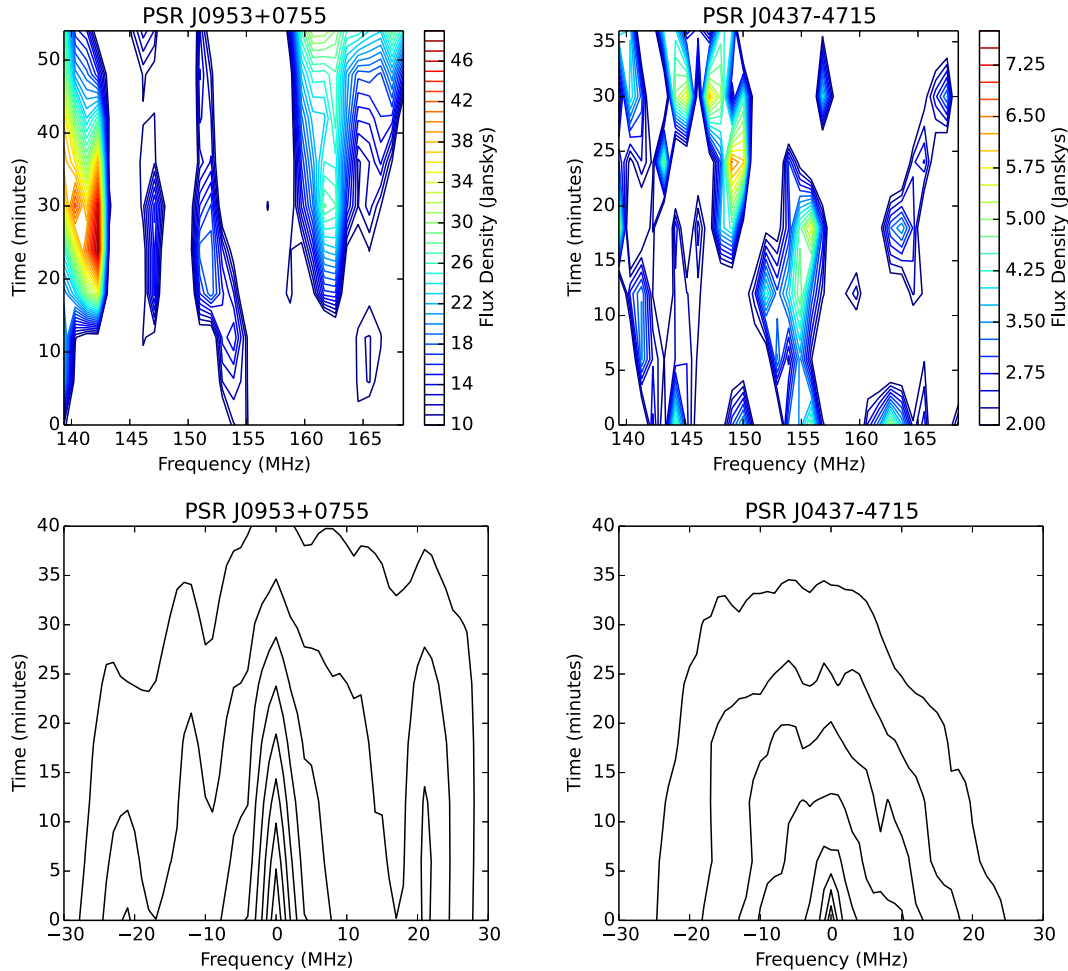 PSR J0953+0755
50
40
30
20
10
0
Time (minutes)
140 145 150 155 160 165
Frequency (MHz)
46
42
38
34
30
26
22
18
14
10
Flux Density (Janskys)
PSR J0437-4715
35
30
25
20
15
10
5
0
Time (minutes)
140 145 150 155 160 165
Frequency (MHz)
7.25
6.50
5.75
5.00
4.25
3.50
2.75
2.00
Flux Density (Janskys)
PSR J0953+0755
40
35
30
25
20
15
10
5
0
Time (minutes)
−30 −20 −10 0 10 20 30
Frequency (MHz)
PSR J0437-4715
40
35
30
25
20
15
10
5
0
Time (minutes)
−30 −20 −10 0 10 20 30
Frequency (MHz)